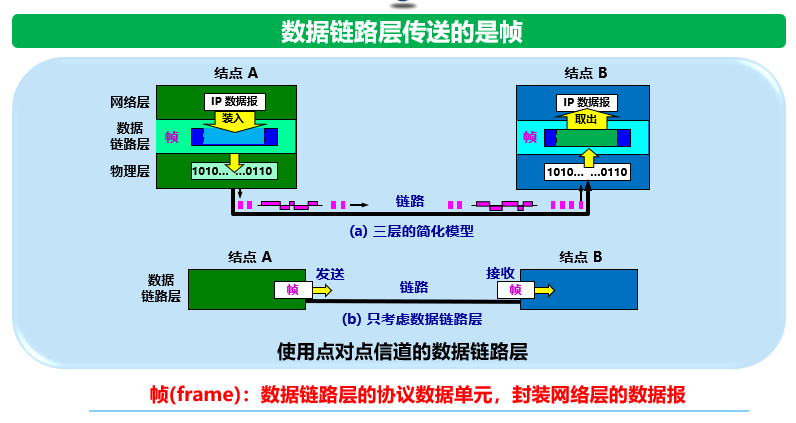 数据链路层传送的是帧
结点 A
结点 B
网络层
IP 数据报
IP 数据报
装入
取出
数据
链路层
帧
帧
物理层
1010… …0110
1010… …0110
链路
(a) 三层的简化模型
结点 A
结点 B
数据
链路层
发送
链路
接收
帧
帧
(b) 只考虑数据链路层
使用点对点信道的数据链路层
帧(frame)：数据链路层的协议数据单元，封装网络层的数据报